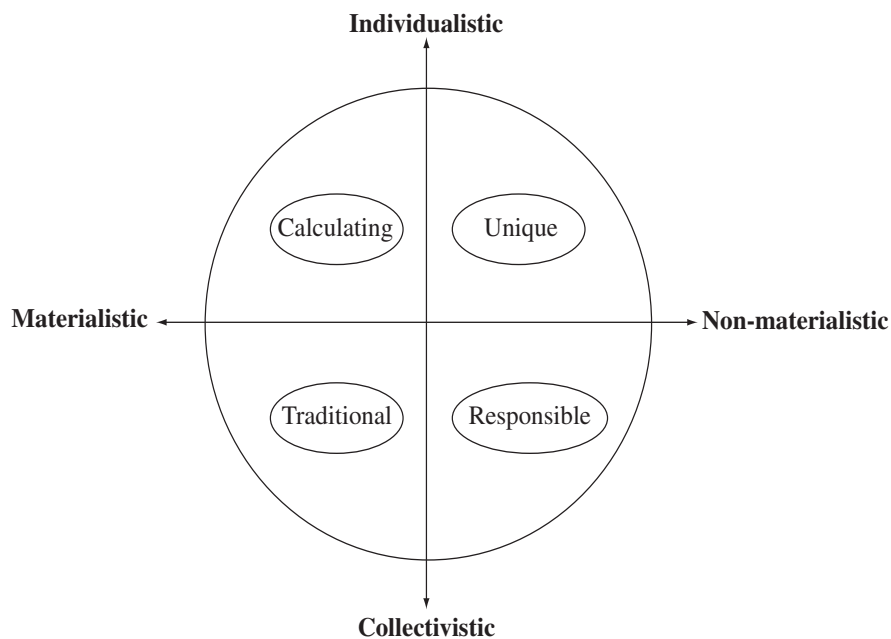 Individualistic
Calculating
Unique
Materialistic
Non-materialistic
Traditional
Responsible
Collectivistic